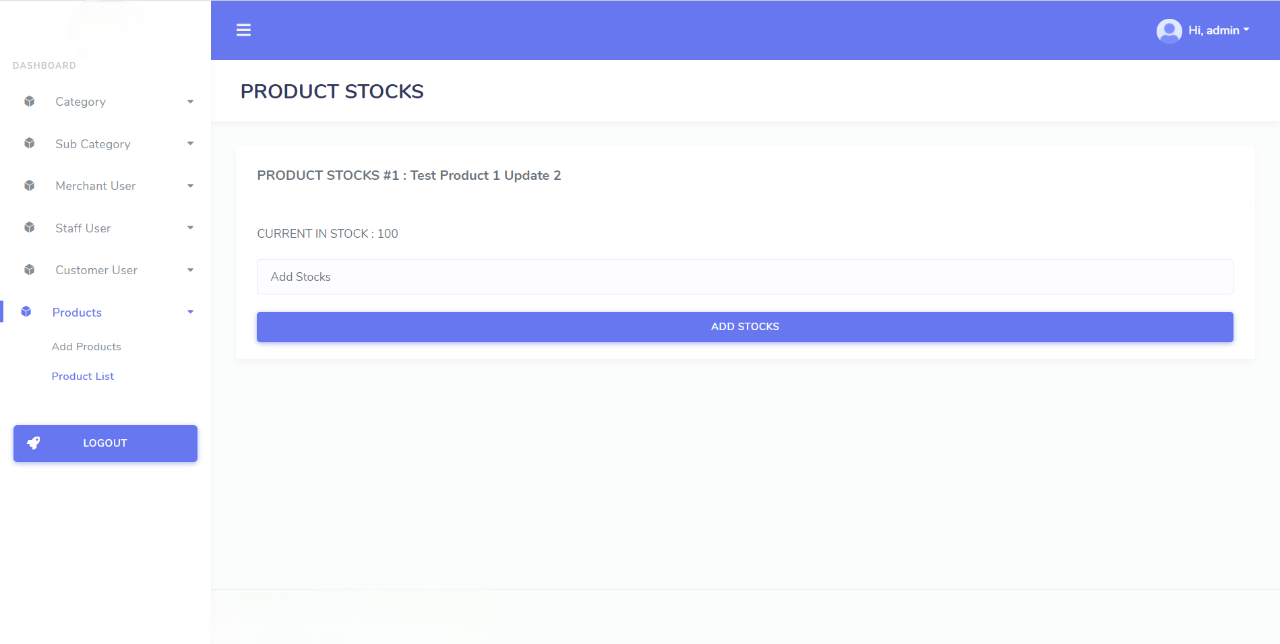 Hi, admin
DASHBOARD
Category
Sub Category
Merchant User
Staff User
Customer User
Products
Add Products
Product List
LOGOUT
PRODUCT STOCKS
PRODUCT STOCKS #1 : Test Product 1 Update 2
CURRENT IN STOCK : 100
Add Stocks
ADD STOCKS